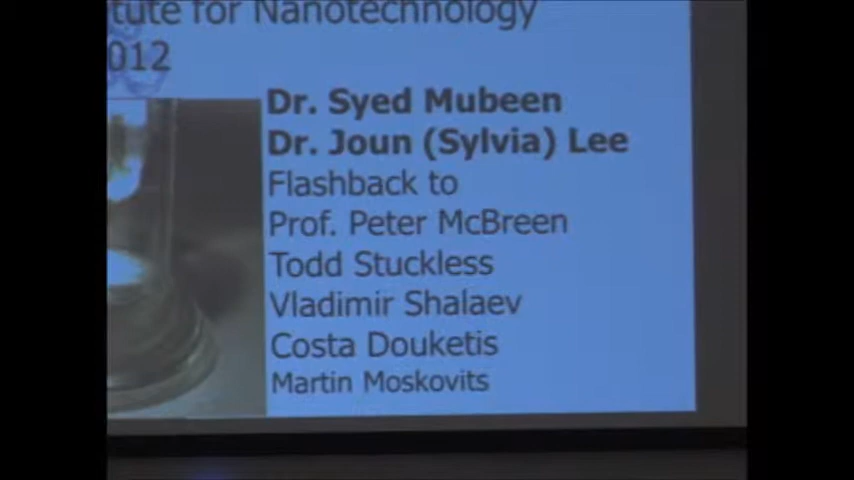 tute for Nanotechnology
012
Dr. Syed Mubeen
Dr. Joun (Sylvia) Lee
Flashback to
Prof. Peter McBreen
Todd Stuckless
Vladimir Shalaev
Costa Douketis
Martin Moskovits